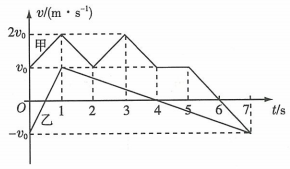 v/(m·s⁻¹)
2v₀
甲
v₀
O 1 2 3 4 5 6 7 t/s
乙
-v₀